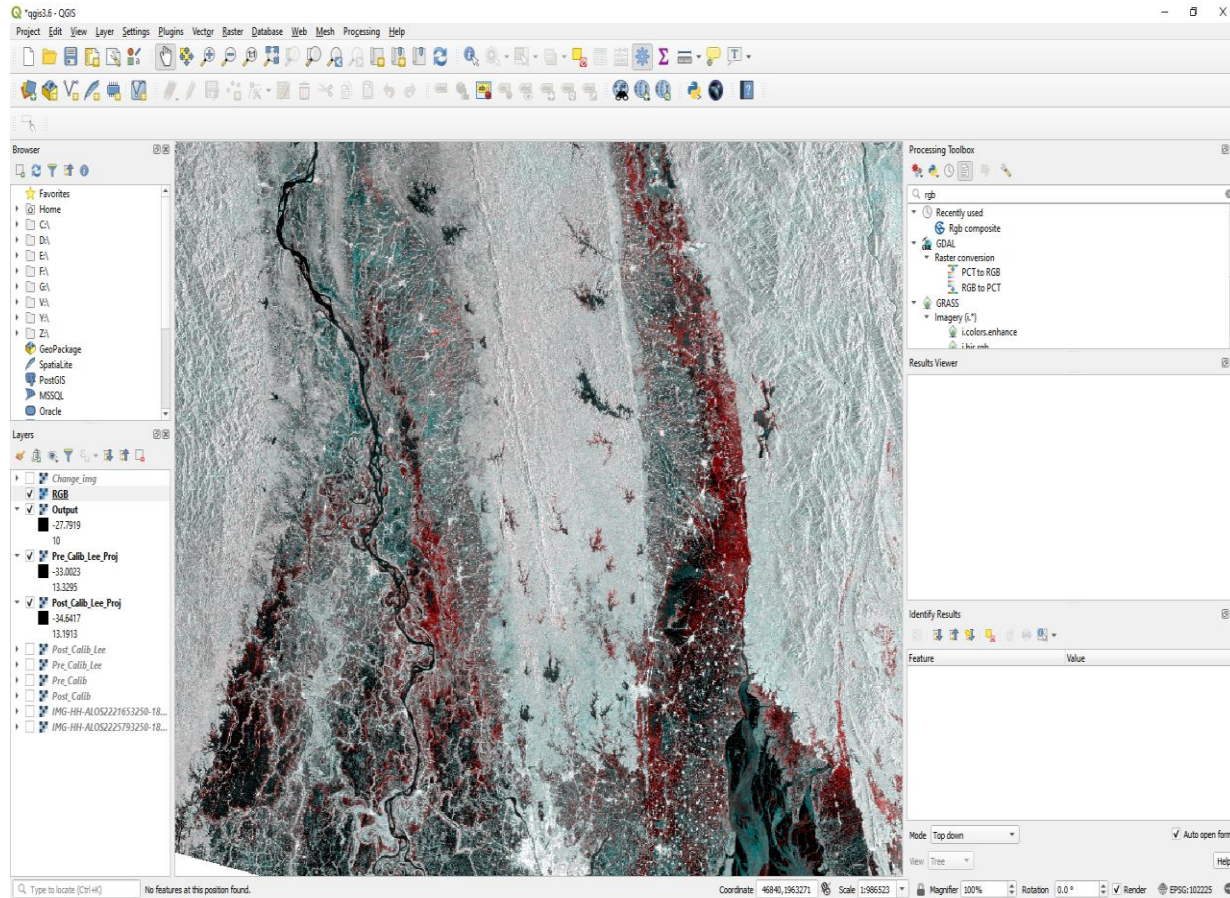 *qgis3.6 - QGIS
Project Edit View Layer Settings Plugins Vector Raster Database Web Mesh Processing Help
Browser
Favorites
Home
C:\
D:\
E:\
F:\
G:\
V:\
Y:\
Z:\
GeoPackage
SpatiaLite
PostGIS
MSSQL
Oracle
Layers
Change_img
RGB
Output
-27.7919
10
Pre_Calib_Lee_Proj
-33.0023
13.3295
Post_Calib_Lee_Proj
-34.6417
13.1913
Post_Calib_Lee
Pre_Calib_Lee
Pre_Calib
Post_Calib
IMG-HH-ALOS2221653250-18...
IMG-HH-ALOS2225793250-18...
Processing Toolbox
rgb
Recently used
Rgb composite
GDAL
Raster conversion
PCT to RGB
RGB to PCT
GRASS
Imagery (i.*)
i.colors.enhance
Results Viewer
Identify Results
Feature Value
Mode Top down Auto open form
View Tree Help
Type to locate (Ctrl+K) No features at this position found. Coordinate 46840,1963271 Scale 1:986523 Magnifier 100% Rotation 0.0 ° Render EPSG:102225